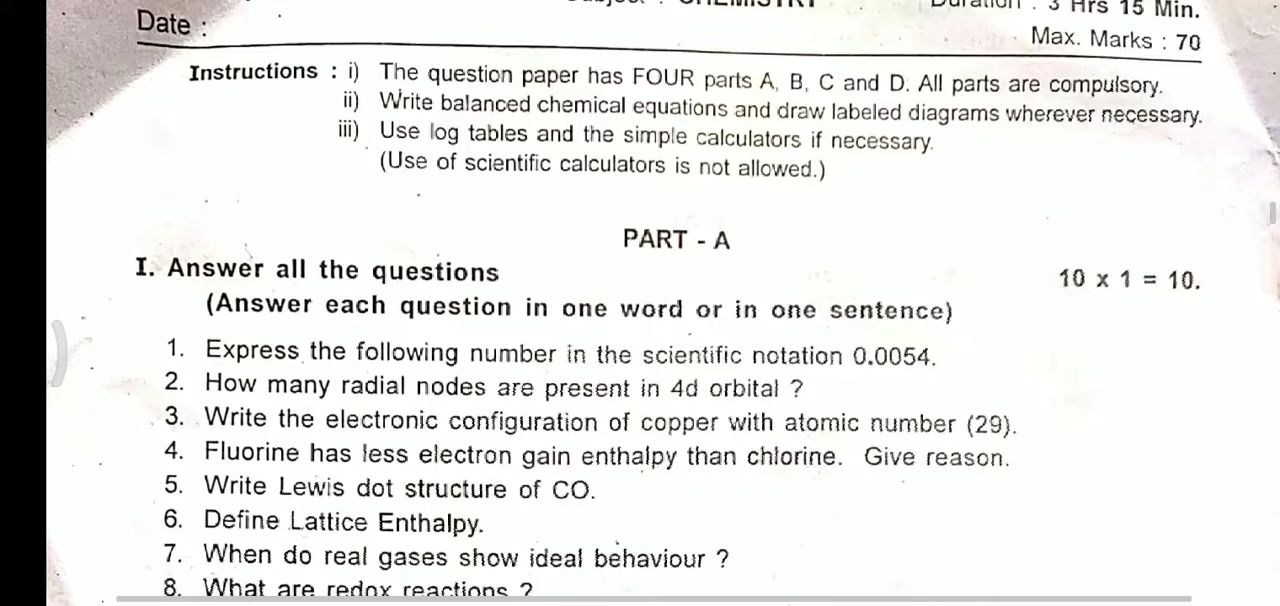 CHEMISTRY
Duration : 3 Hrs 15 Min.
Date :
Max. Marks : 70
Instructions : i) The question paper has FOUR parts A, B, C and D. All parts are compulsory.
ii) Write balanced chemical equations and draw labeled diagrams wherever necessary.
iii) Use log tables and the simple calculators if necessary.
(Use of scientific calculators is not allowed.)
PART - A
I. Answer all the questions 10 x 1 = 10.
(Answer each question in one word or in one sentence)
1. Express the following number in the scientific notation 0.0054.
2. How many radial nodes are present in 4d orbital ?
3. Write the electronic configuration of copper with atomic number (29).
4. Fluorine has less electron gain enthalpy than chlorine. Give reason.
5. Write Lewis dot structure of CO.
6. Define Lattice Enthalpy.
7. When do real gases show ideal behaviour ?
8. What are redox reactions ?